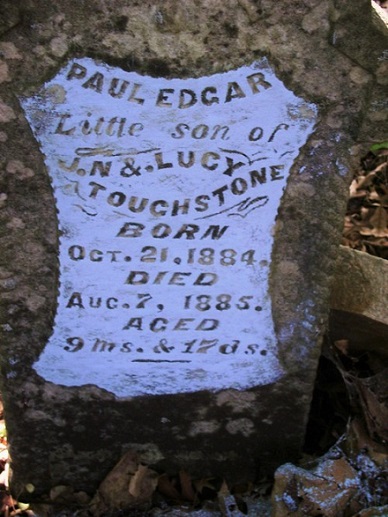 PAUL EDGAR
Little son of
J.N & LUCY
TOUCHSTONE
BORN
OCT. 21, 1884.
DIED
AUG. 7, 1885.
AGED
9 ms. & 17 ds.